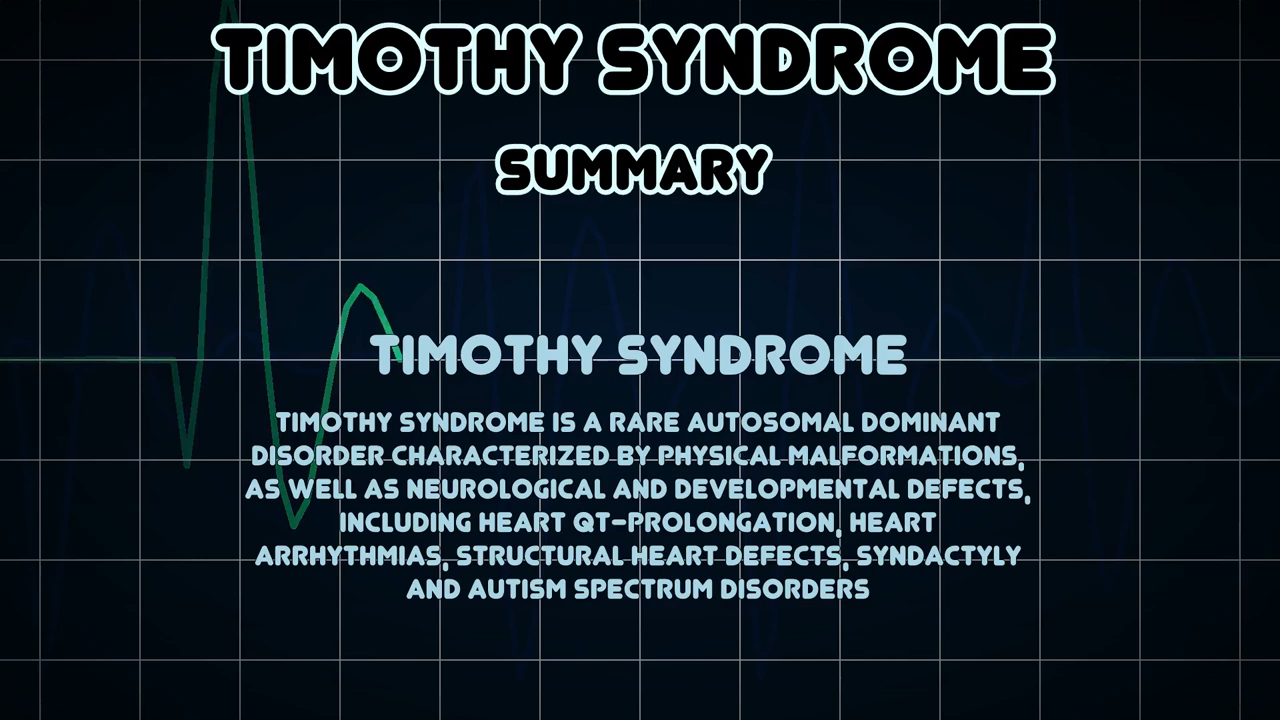 TIMOTHY SYNDROME
SUMMARY
TIMOTHY SYNDROME
TIMOTHY SYNDROME IS A RARE AUTOSOMAL DOMINANT
DISORDER CHARACTERIZED BY PHYSICAL MALFORMATIONS,
AS WELL AS NEUROLOGICAL AND DEVELOPMENTAL DEFECTS,
INCLUDING HEART QT-PROLONGATION, HEART
ARRHYTHMIAS, STRUCTURAL HEART DEFECTS, SYNDACTYLY
AND AUTISM SPECTRUM DISORDERS